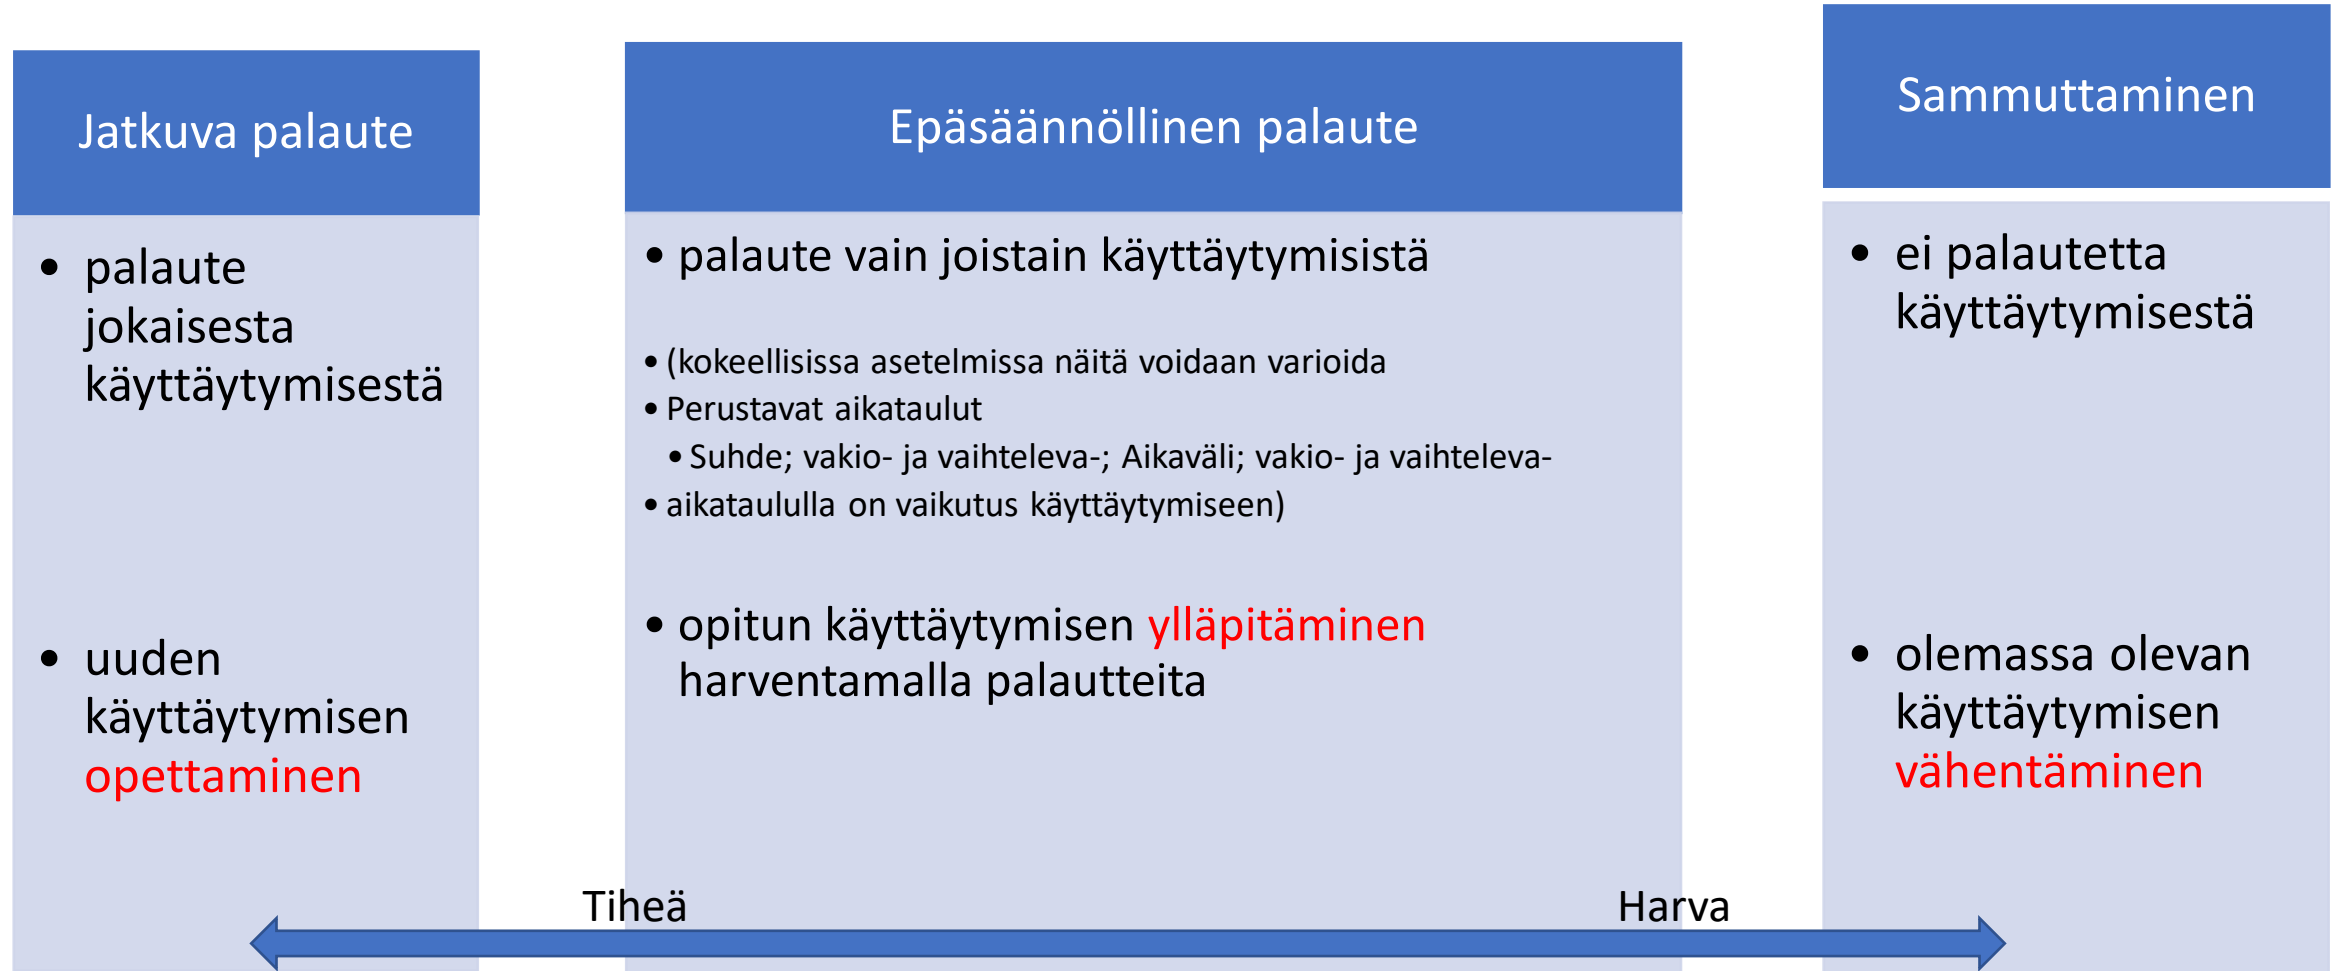 Jatkuva palaute
• palaute
jokaisesta
käyttäytymisestä
• uuden
käyttäytymisen
opettaminen
Epäsäännöllinen palaute
• palaute vain joistain käyttäytymisistä
• (kokeellisissa asetelmissa näitä voidaan varioida
• Perustavat aikataulut
• Suhde; vakio- ja vaihteleva-; Aikaväli; vakio- ja vaihteleva-
• aikataululla on vaikutus käyttäytymiseen)
• opitun käyttäytymisen ylläpitäminen
harventamalla palautteita
Sammuttaminen
• ei palautetta
käyttäytymisestä
• olemassa olevan
käyttäytymisen
vähentäminen
Tiheä
Harva